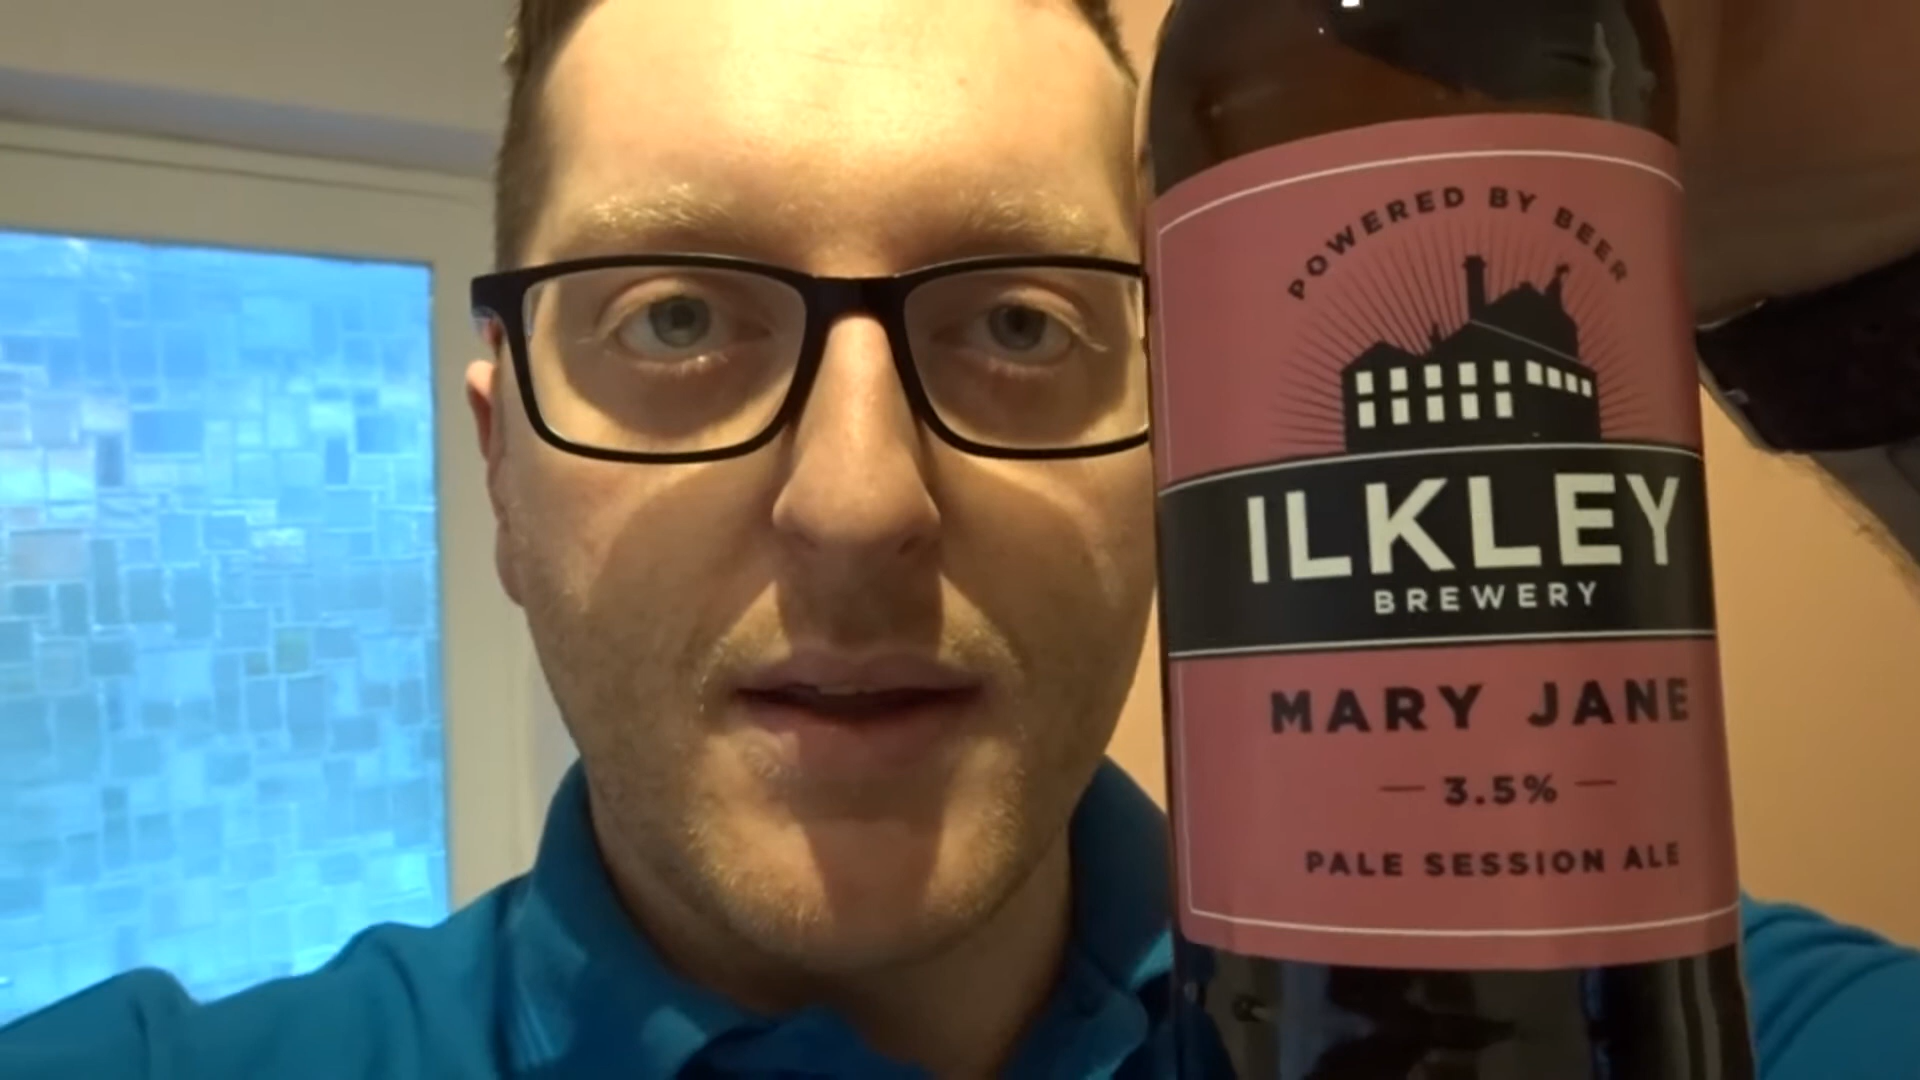 POWERED BY BEER
ILKLEY
BREWERY
MARY JANE
3.5%
PALE SESSION ALE